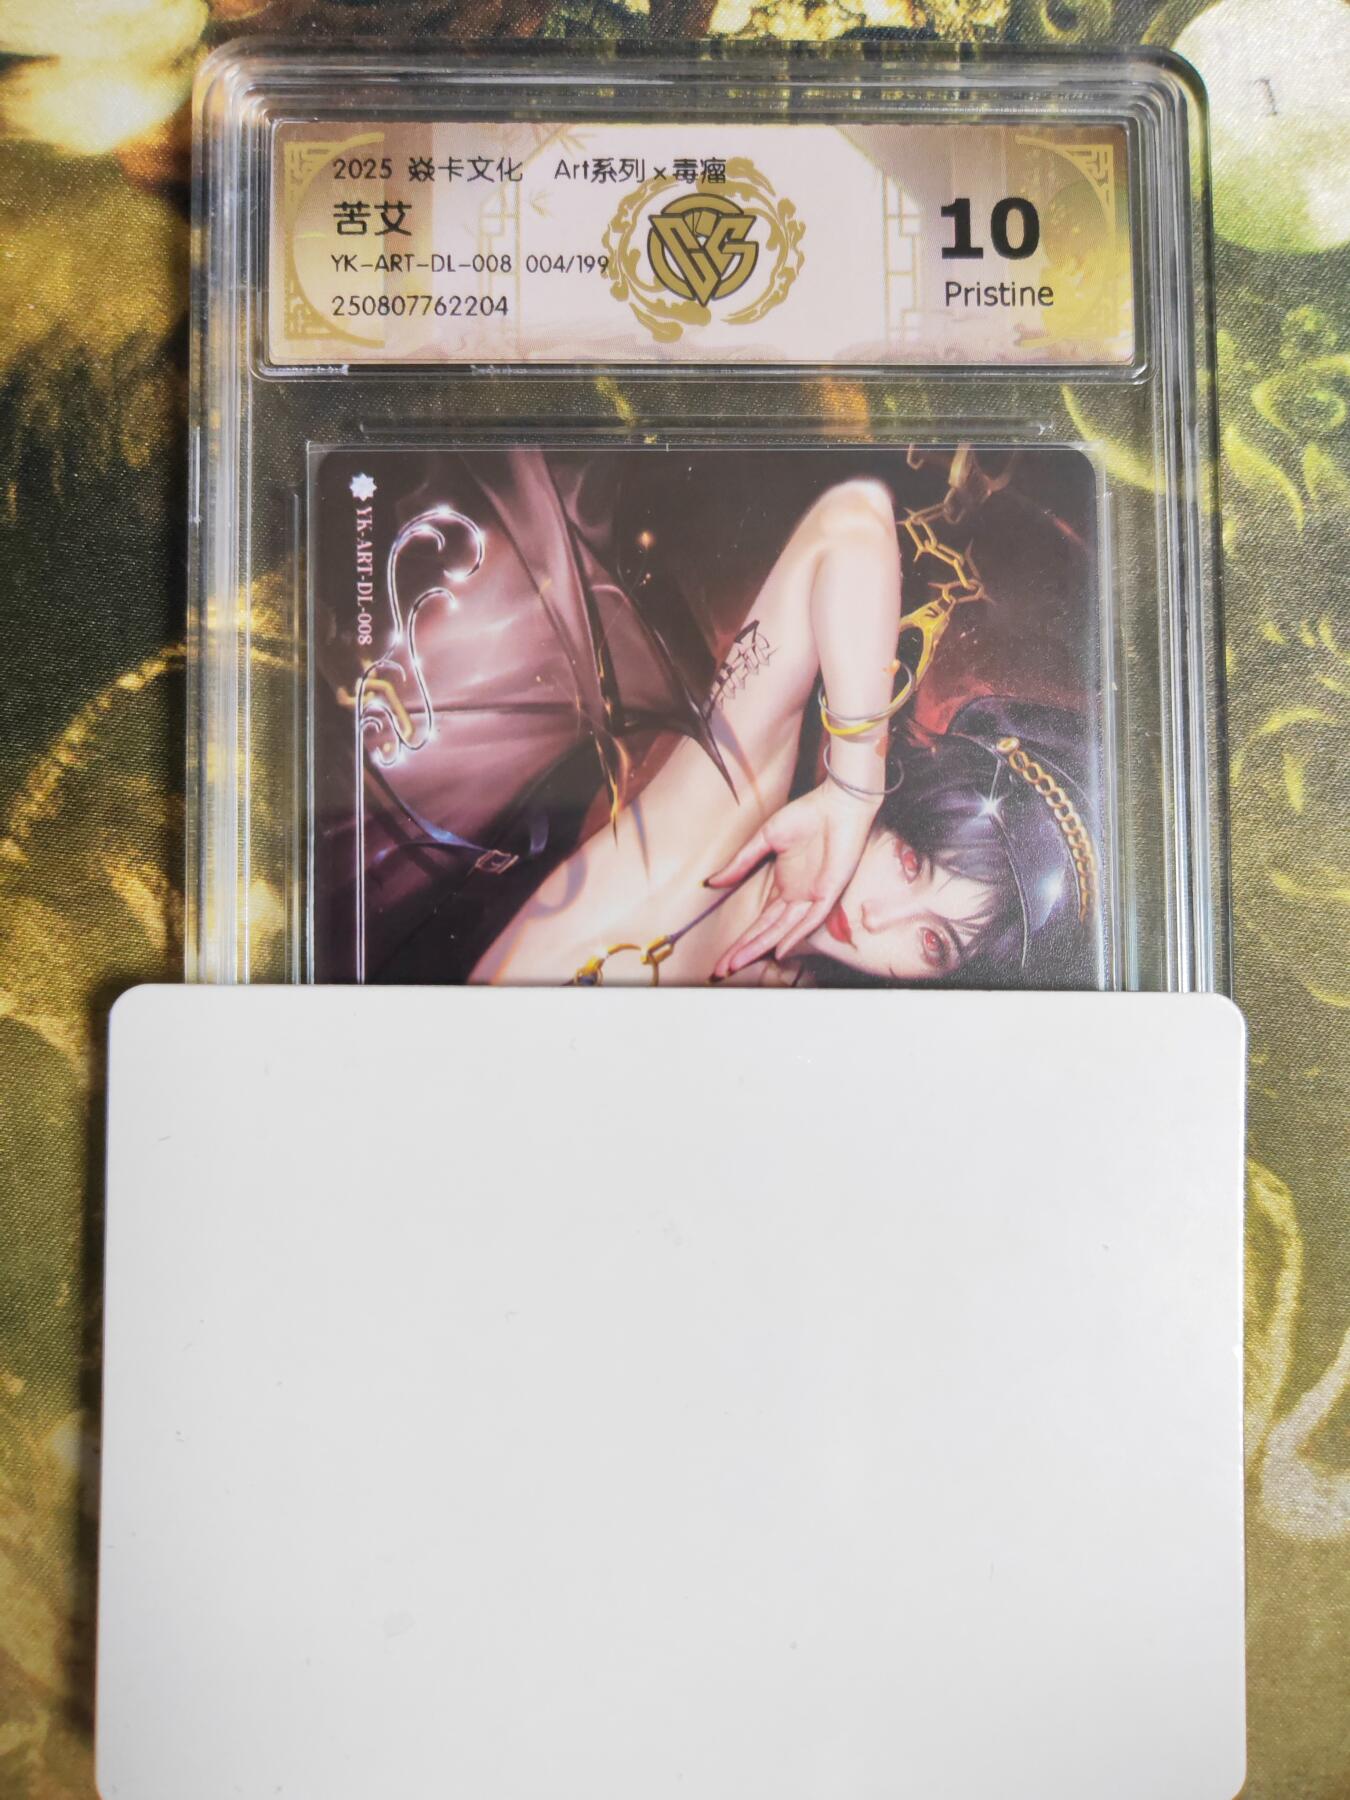 2025 焱卡文化 Art系列×毒瘤
苦艾
YK-ART-DL-008 004/199
250807762204
CCS
10
Pristine
YK-ART-DL-008